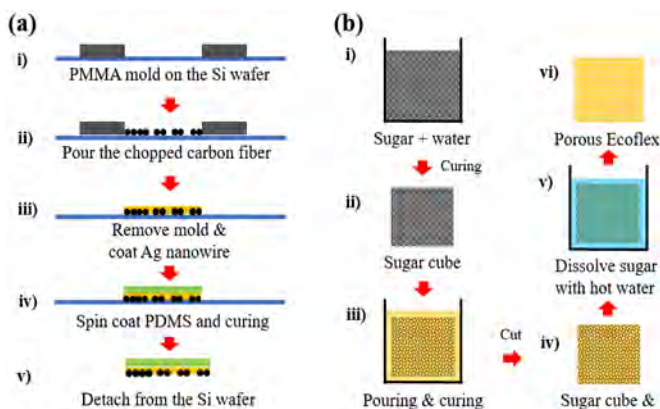 (a)
i)
PMMA mold on the Si wafer
ii)
Pour the chopped carbon fiber
iii)
Remove mold &
coat Ag nanowire
iv)
Spin coat PDMS and curing
v)
Detach from the Si wafer
(b)
i)
Sugar + water
Curing
ii)
Sugar cube
iii)
Pouring & curing
Cut
iv)
Sugar cube &
v)
Dissolve sugar
with hot water
vi)
Porous Ecoflex